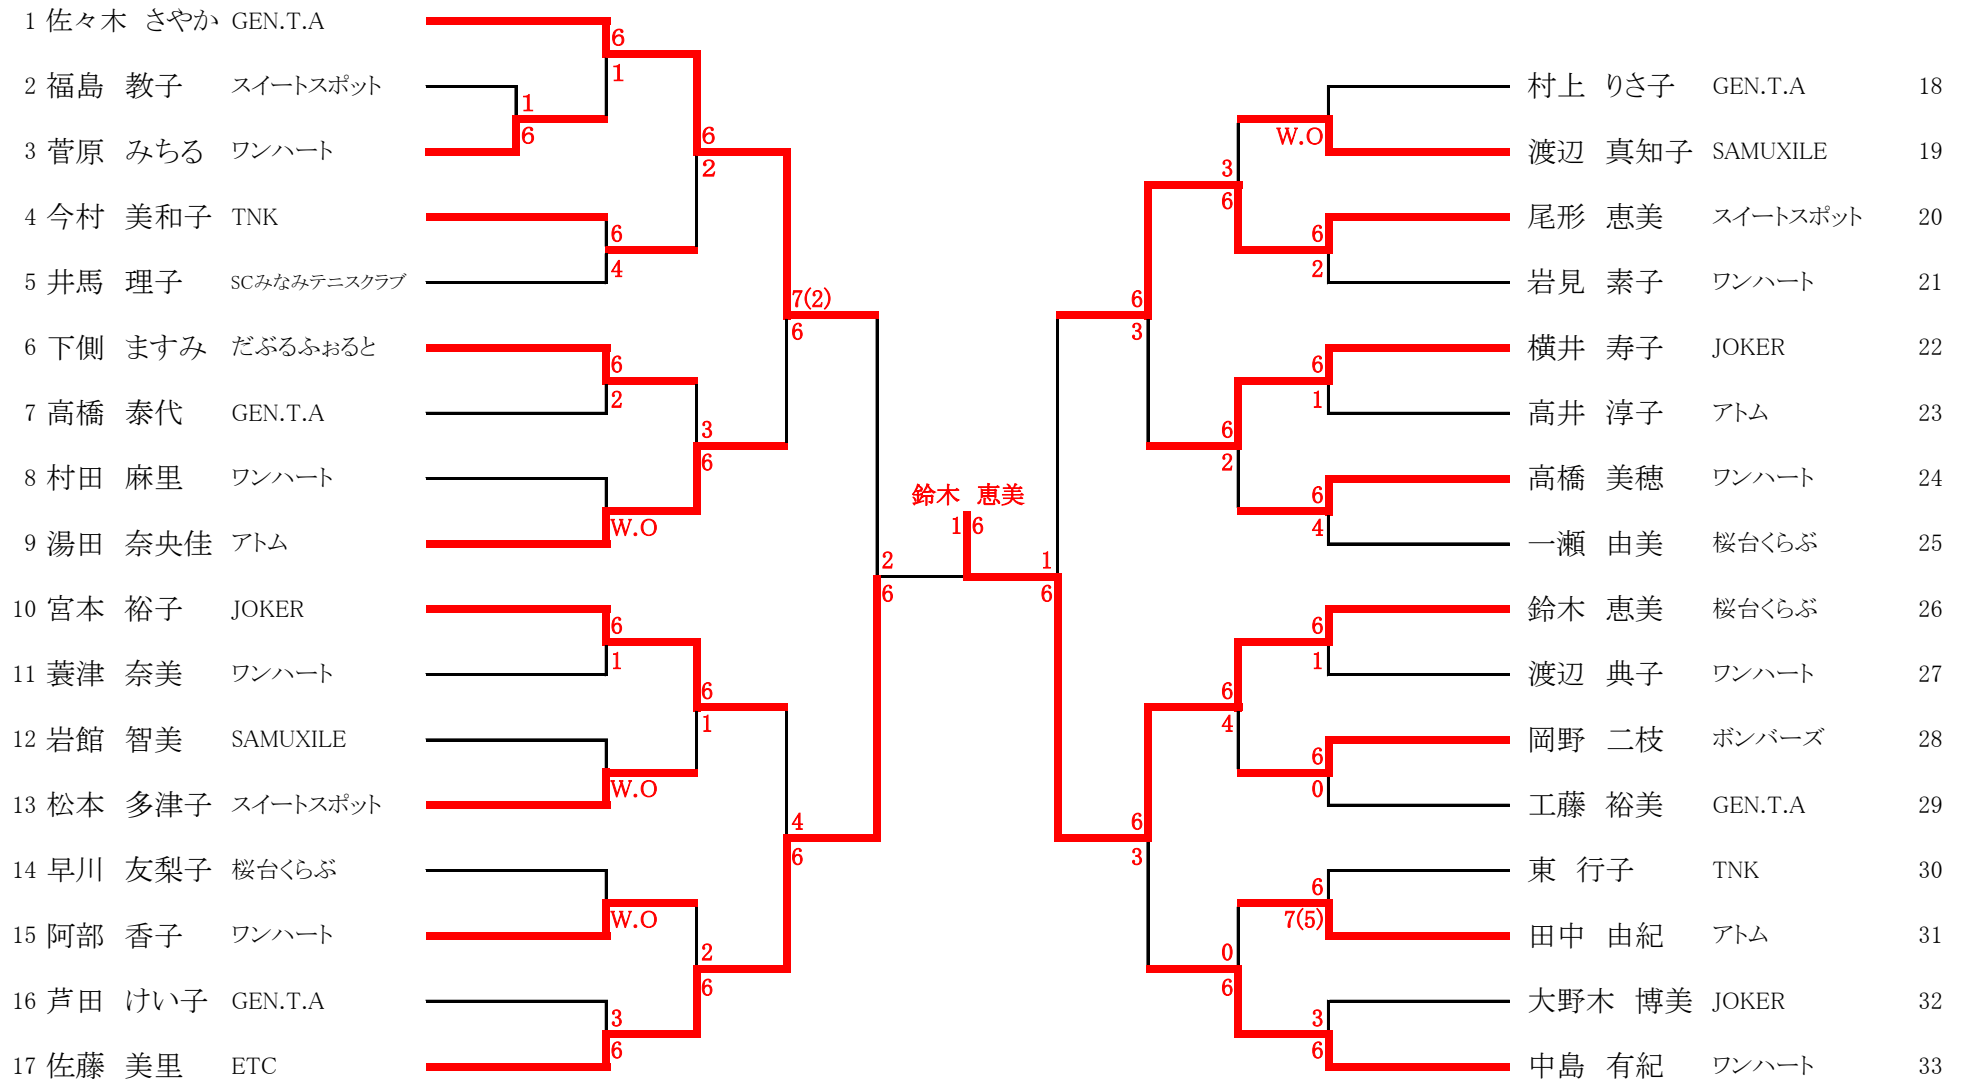 1 佐々木 さやか GEN.T.A
6
1
2 福島 教子 スイートスポット
1
6
3 菅原 みちる ワンハート
6
2
4 今村 美和子 TNK
6
4
5 井馬 理子 SCみなみテニスクラブ
7(2)
6
6 下側 ますみ だぶるふぉると
6
2
7 高橋 泰代 GEN.T.A
3
6
8 村田 麻里 ワンハート
W.O
9 湯田 奈央佳 アトム
2
6
10 宮本 裕子 JOKER
6
1
11 蓑津 奈美 ワンハート
6
1
12 岩館 智美 SAMUXILE
W.O
13 松本 多津子 スイートスポット
4
6
14 早川 友梨子 桜台くらぶ
W.O
15 阿部 香子 ワンハート
2
6
16 芦田 けい子 GEN.T.A
3
6
17 佐藤 美里 ETC
鈴木 恵美
1 6
村上 りさ子 GEN.T.A 18
W.O
渡辺 真知子 SAMUXILE 19
3
6
尾形 恵美 スイートスポット 20
6
2
岩見 素子 ワンハート 21
6
3
横井 寿子 JOKER 22
6
1
高井 淳子 アトム 23
6
2
高橋 美穂 ワンハート 24
6
4
一瀬 由美 桜台くらぶ 25
1
6
鈴木 恵美 桜台くらぶ 26
6
1
渡辺 典子 ワンハート 27
6
4
岡野 二枝 ボンバーズ 28
6
0
工藤 裕美 GEN.T.A 29
6
3
東 行子 TNK 30
6
7(5)
田中 由紀 アトム 31
0
6
大野木 博美 JOKER 32
3
6
中島 有紀 ワンハート 33